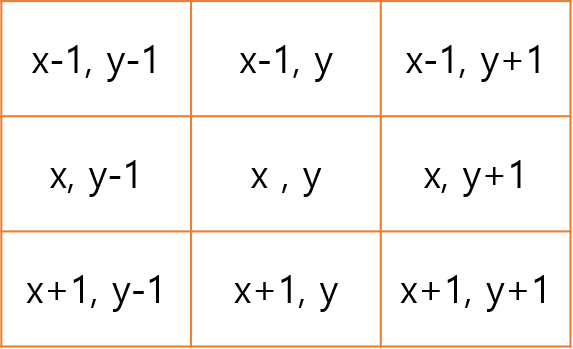 x-1, y-1 x-1, y x-1, y+1
x, y-1 x , y x, y+1
x+1, y-1 x+1, y x+1, y+1